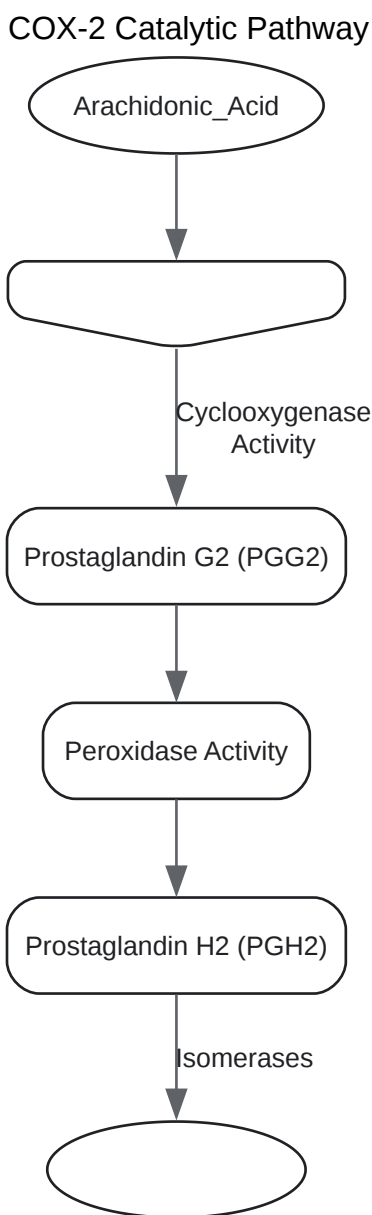 COX-2 Catalytic Pathway
Arachidonic_Acid
Cyclooxygenase
Activity
Prostaglandin G2 (PGG2)
Peroxidase Activity
Prostaglandin H2 (PGH2)
Isomerases